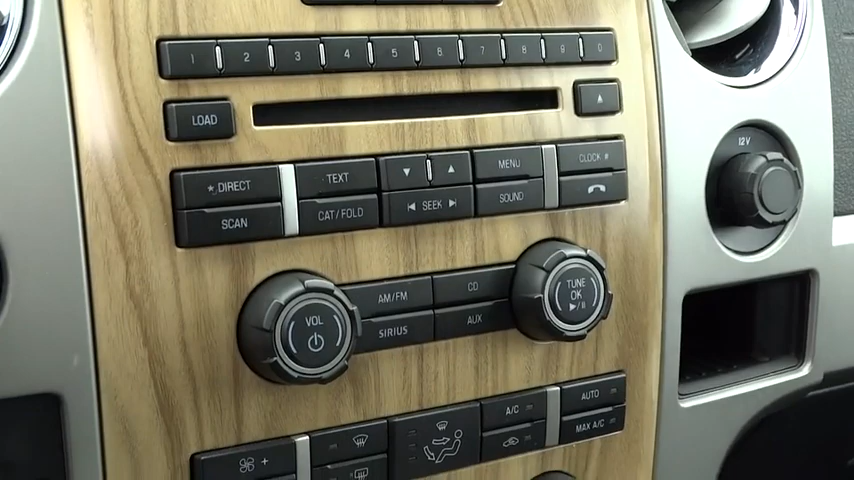 1 2 3 4 5 6 7 8 9 0
LOAD
* DIRECT TEXT MENU CLOCK #
SCAN CAT/FOLD SEEK SOUND
12V
AM/FM CD
SIRIUS AUX
VOL
TUNE
OK
A/C AUTO
MAX A/C
+